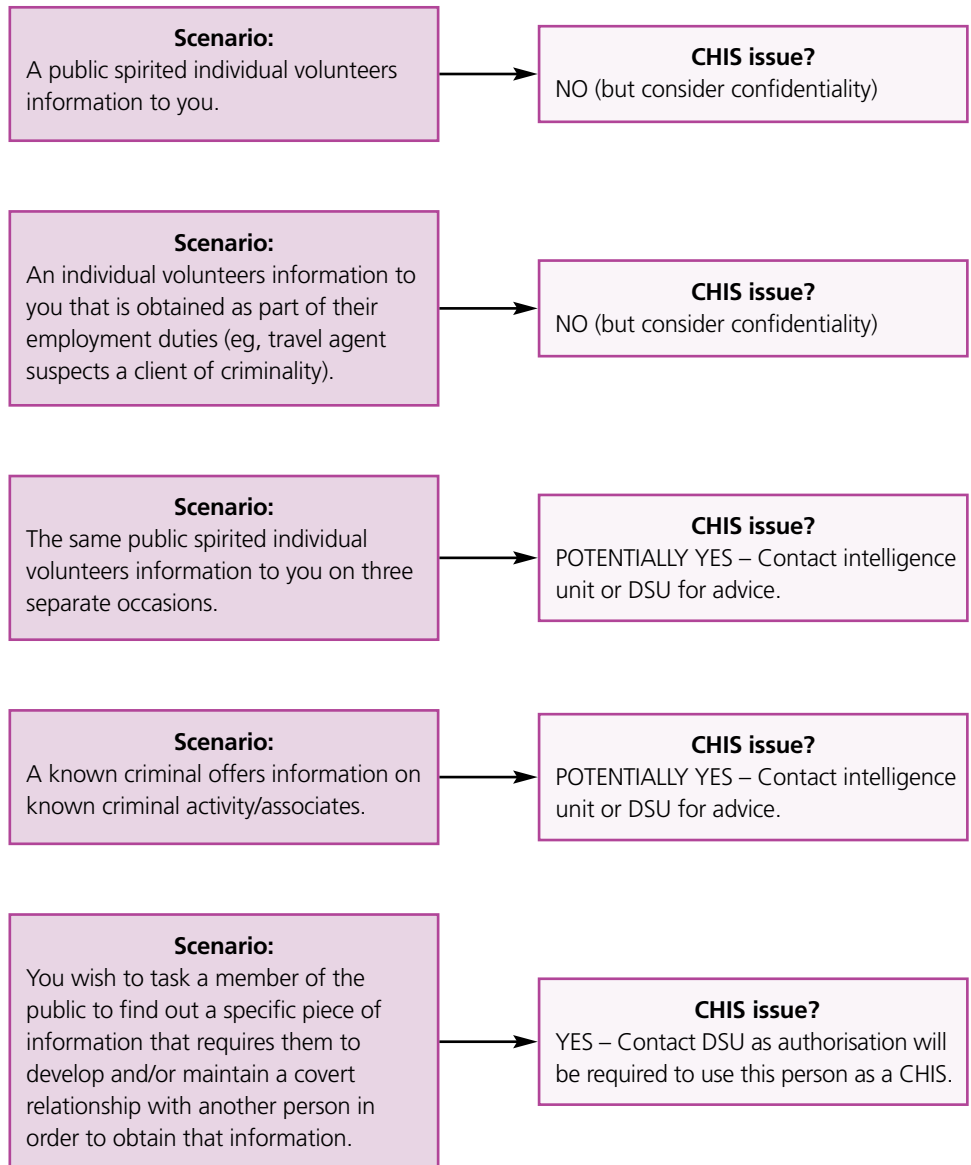 Scenario:
A public spirited individual volunteers
information to you.
CHIS issue?
NO (but consider confidentiality)
Scenario:
An individual volunteers information to
you that is obtained as part of their
employment duties (eg, travel agent
suspects a client of criminality).
CHIS issue?
NO (but consider confidentiality)
Scenario:
The same public spirited individual
volunteers information to you on three
separate occasions.
CHIS issue?
POTENTIALLY YES – Contact intelligence
unit or DSU for advice.
Scenario:
A known criminal offers information on
known criminal activity/associates.
CHIS issue?
POTENTIALLY YES – Contact intelligence
unit or DSU for advice.
Scenario:
You wish to task a member of the
public to find out a specific piece of
information that requires them to
develop and/or maintain a covert
relationship with another person in
order to obtain that information.
CHIS issue?
YES – Contact DSU as authorisation will
be required to use this person as a CHIS.